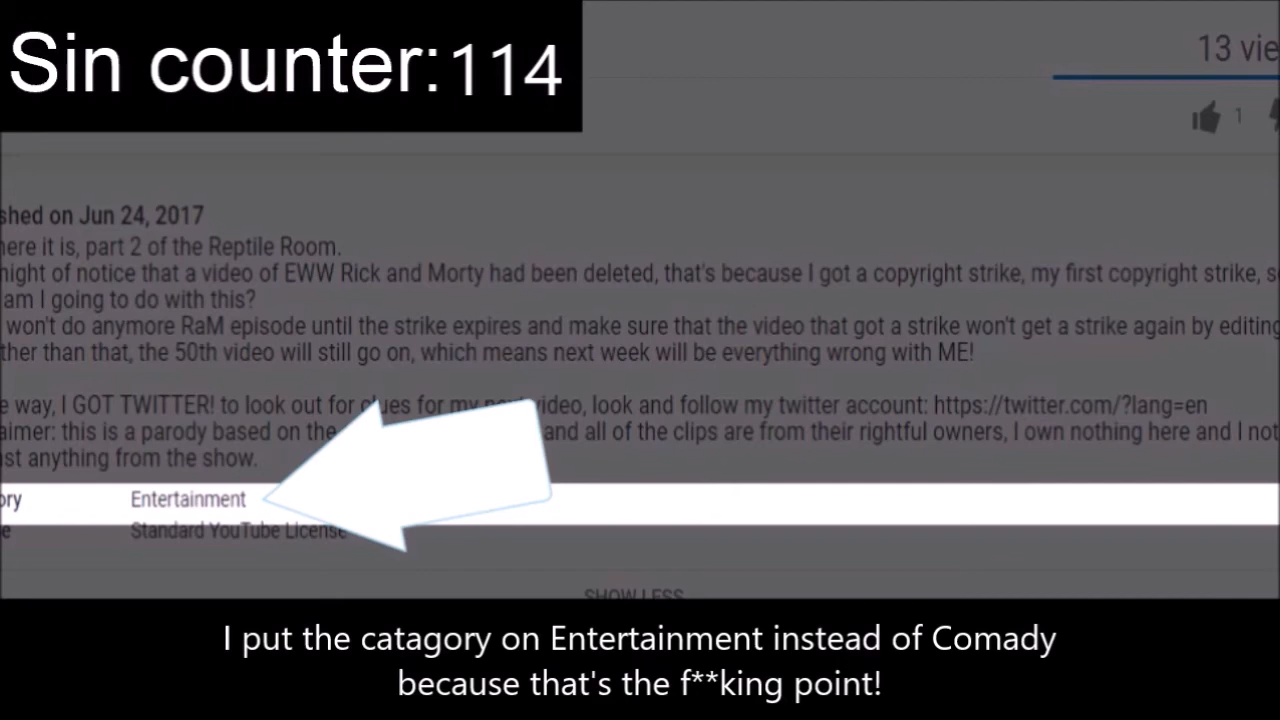 Sin counter:114
13 vie
1
shed on Jun 24, 2017
here it is, part 2 of the Reptile Room.
night of notice that a video of EWW Rick and Morty had been deleted, that's because I got a copyright strike, my first copyright strike, s
am I going to do with this?
won't do anymore RaM episode until the strike expires and make sure that the video that got a strike won't get a strike again by editing
ther than that, the 50th video will still go on, which means next week will be everything wrong with ME!
e way, I GOT TWITTER! to look out for clues for my next video, look and follow my twitter account: https://twitter.com/?lang=en
aimer: this is a parody based on the and all of the clips are from their rightful owners, I own nothing here and I not
st anything from the show.
ory Entertainment
e Standard YouTube License
SHOW LESS
I put the catagory on Entertainment instead of Comady
because that's the f**king point!